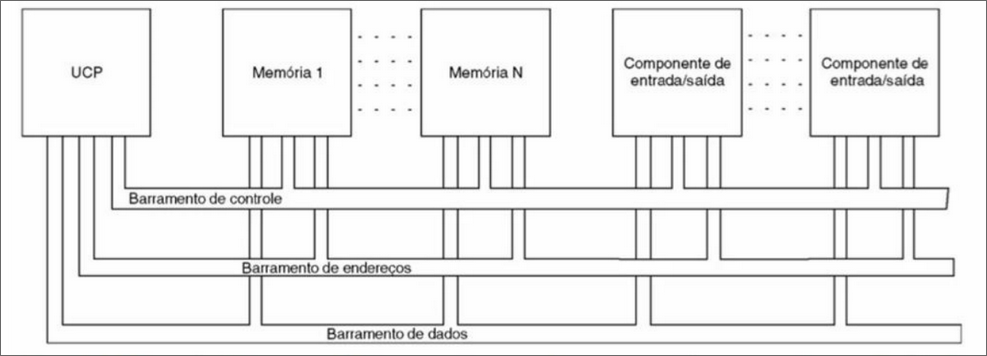 UCP
Memória 1
Memória N
Componente de
entrada/saída
Componente de
entrada/saída
Barramento de controle
Barramento de endereços
Barramento de dados